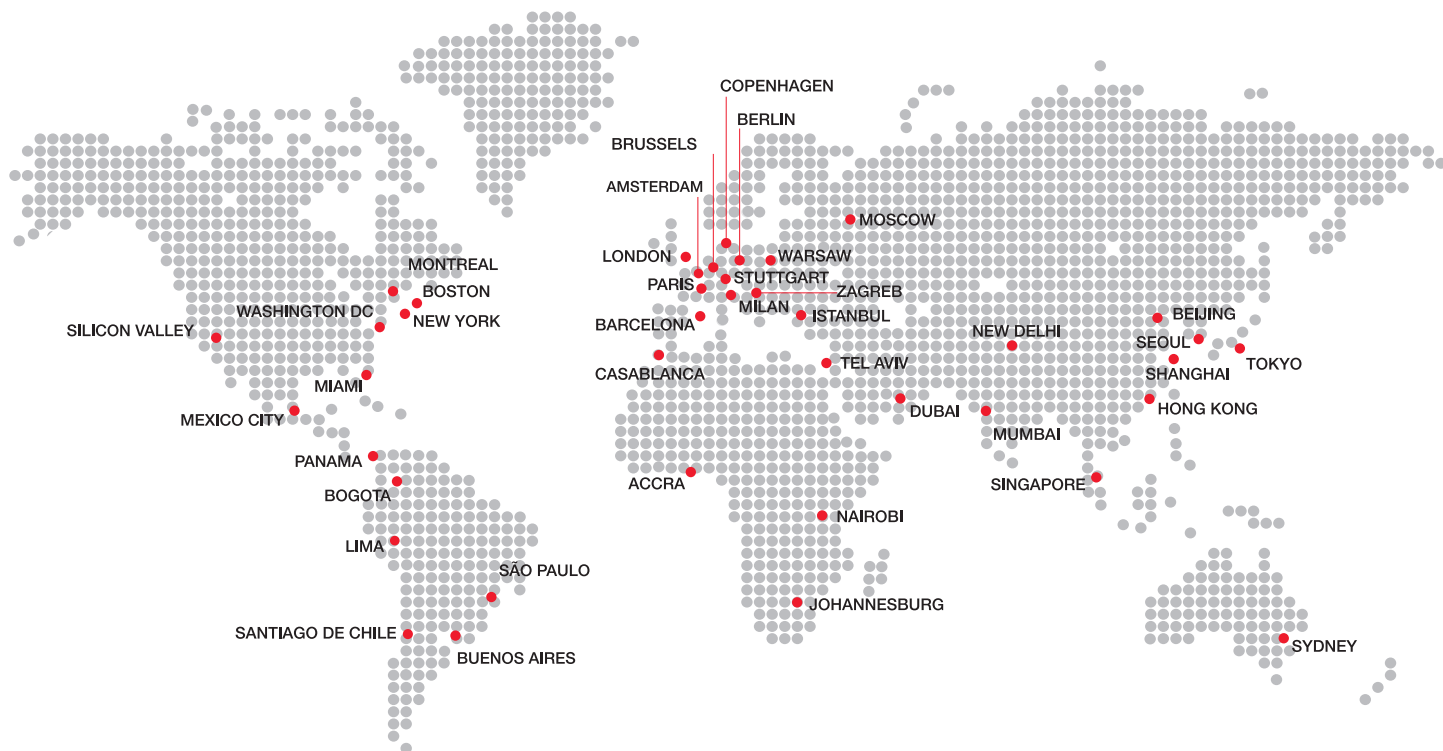 COPENHAGEN
BERLIN
BRUSSELS
AMSTERDAM
MOSCOW
LONDON
WARSAW
MONTREAL
STUTTGART
PARIS
BOSTON
ZAGREB
MILAN
WASHINGTON DC
NEW YORK
BARCELONA
ISTANBUL
BEIJING
SILICON VALLEY
NEW DELHI
SEOUL
TOKYO
CASABLANCA
TEL AVIV
SHANGHAI
MIAMI
MEXICO CITY
DUBAI
HONG KONG
MUMBAI
PANAMA
ACCRA
SINGAPORE
BOGOTA
NAIROBI
LIMA
SÃO PAULO
JOHANNESBURG
SANTIAGO DE CHILE
SYDNEY
BUENOS AIRES